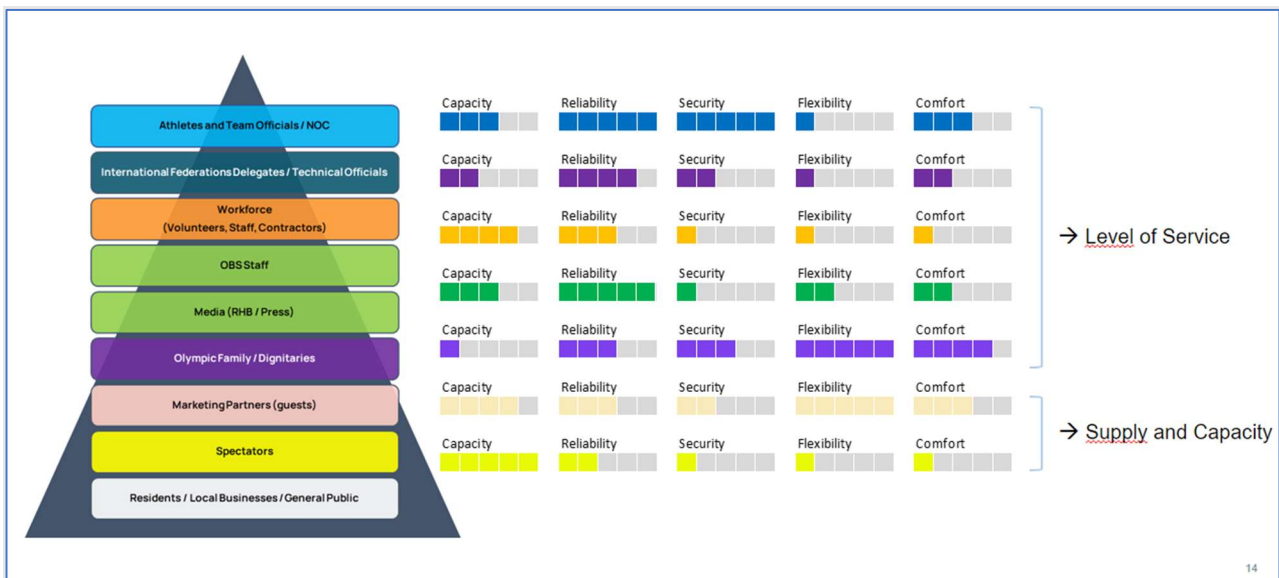 Athletes and Team Officials / NOC
International Federations Delegates / Technical Officials
Workforce
(Volunteers, Staff, Contractors)
OBS Staff
Media (RHB / Press)
Olympic Family / Dignitaries
Marketing Partners (guests)
Spectators
Residents / Local Businesses / General Public
Capacity Reliability Security Flexibility Comfort
Capacity Reliability Security Flexibility Comfort
Capacity Reliability Security Flexibility Comfort
Capacity Reliability Security Flexibility Comfort
Capacity Reliability Security Flexibility Comfort
Capacity Reliability Security Flexibility Comfort
Capacity Reliability Security Flexibility Comfort
→ Level of Service
→ Supply and Capacity
14